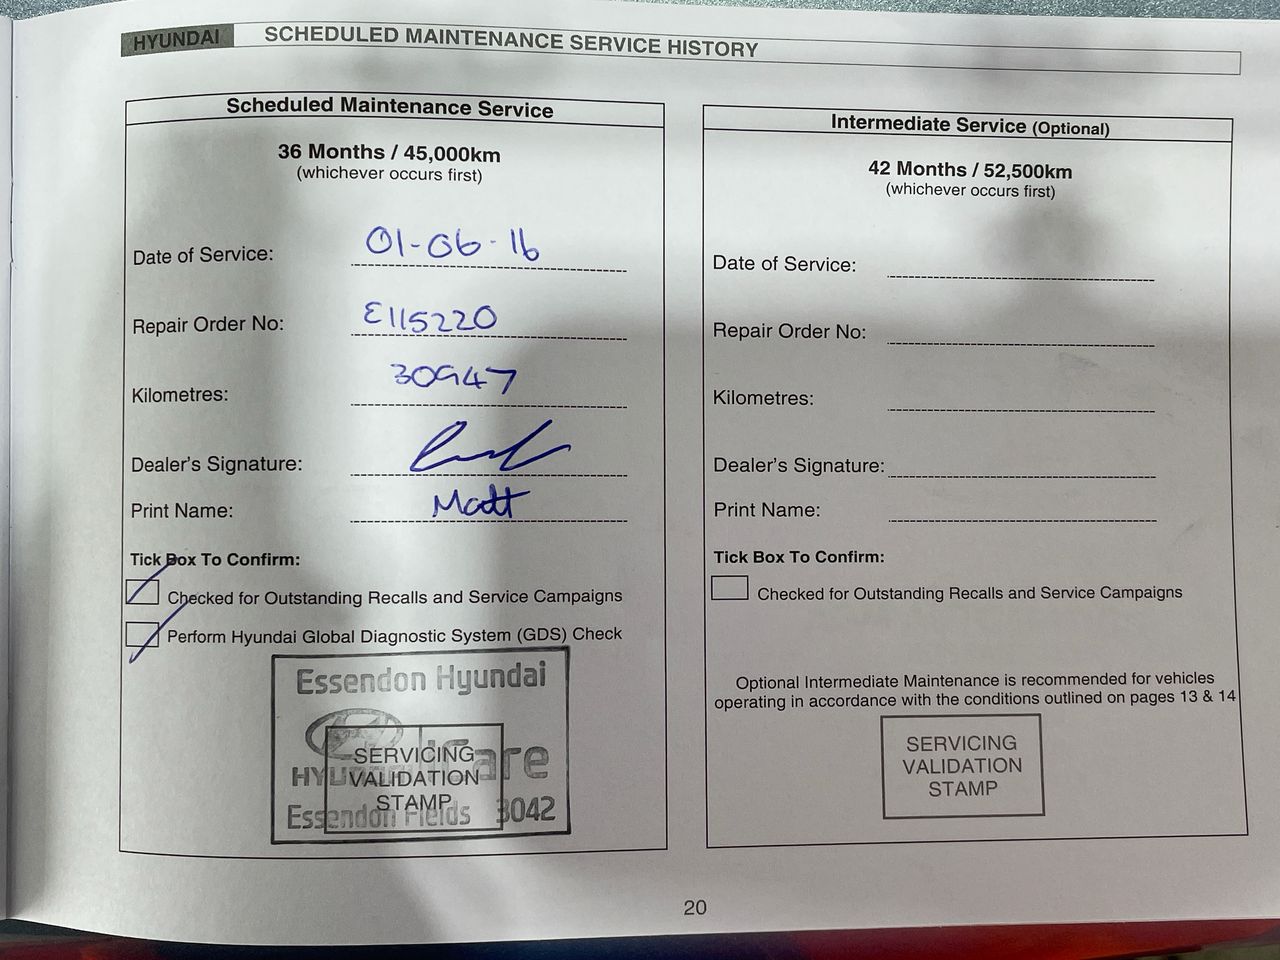 HYUNDAI SCHEDULED MAINTENANCE SERVICE HISTORY
Scheduled Maintenance Service
36 Months / 45,000km
(whichever occurs first)
Date of Service: 01-06-16
Repair Order No: E115220
Kilometres: 30947
Dealer's Signature:
Print Name: Matt
Tick Box To Confirm:
Checked for Outstanding Recalls and Service Campaigns
Perform Hyundai Global Diagnostic System (GDS) Check
Essendon Hyundai
SERVICING
VALIDATION
STAMP
Essendon Fields 3042
Intermediate Service (Optional)
42 Months / 52,500km
(whichever occurs first)
Date of Service:
Repair Order No:
Kilometres:
Dealer's Signature:
Print Name:
Tick Box To Confirm:
Checked for Outstanding Recalls and Service Campaigns
Optional Intermediate Maintenance is recommended for vehicles
operating in accordance with the conditions outlined on pages 13 & 14
SERVICING
VALIDATION
STAMP
20